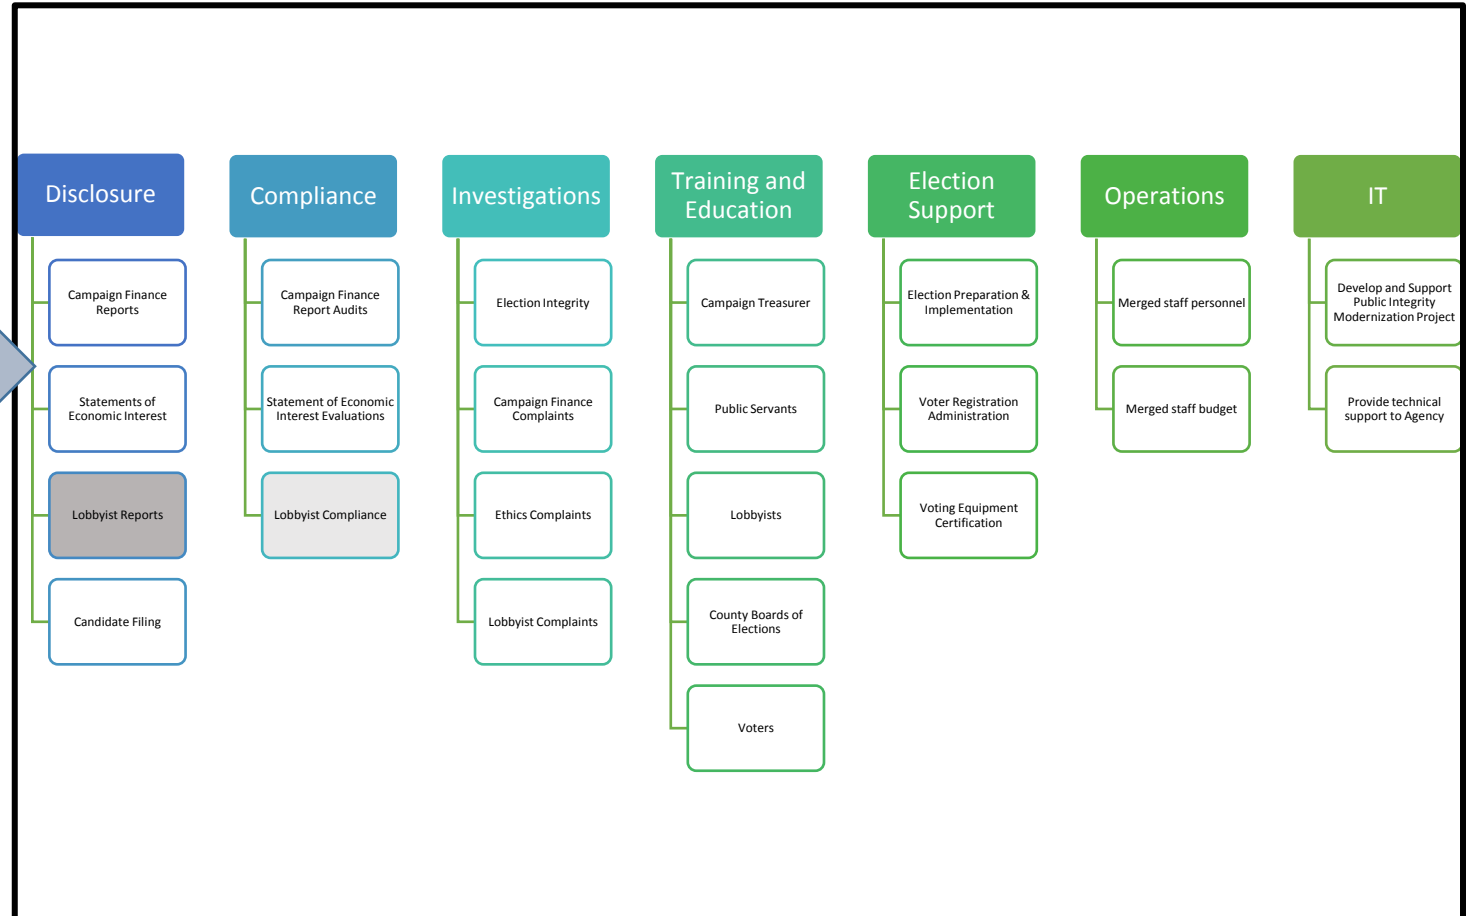 Disclosure
Campaign Finance
Reports
Statements of
Economic Interest
Lobbyist Reports
Candidate Filing
Compliance
Campaign Finance
Report Audits
Statement of Economic
Interest Evaluations
Lobbyist Compliance
Investigations
Election Integrity
Campaign Finance
Complaints
Ethics Complaints
Lobbyist Complaints
Training and
Education
Campaign Treasurer
Public Servants
Lobbyists
County Boards of
Elections
Voters
Election
Support
Election Preparation &
Implementation
Voter Registration
Administration
Voting Equipment
Certification
Operations
Merged staff personnel
Merged staff budget
IT
Develop and Support
Public Integrity
Modernization Project
Provide technical
support to Agency